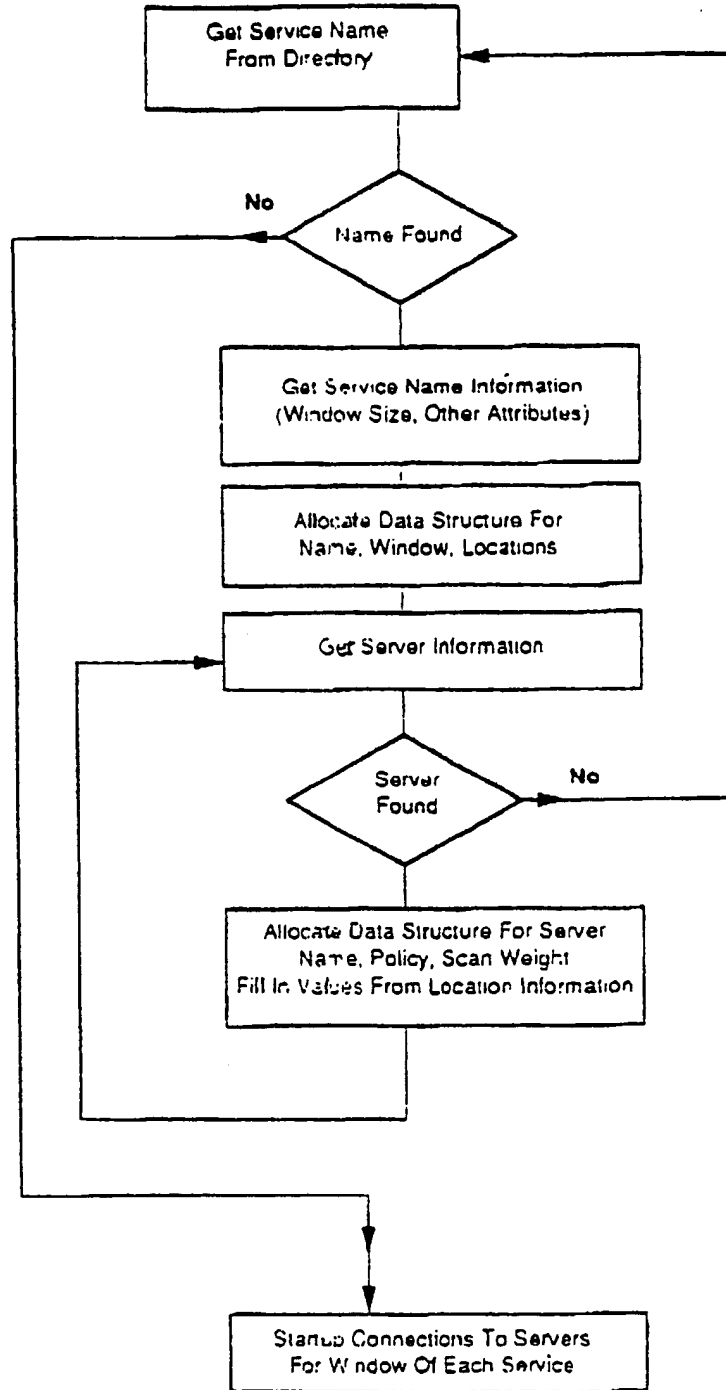 Get Service Name
From Directory
No
Name Found
Get Service Name Information
(Window Size, Other Attributes)
Allocate Data Structure For
Name, Window, Locations
Get Server Information
Server
Found
No
Allocate Data Structure For Server
Name, Policy, Scan Weight
Fill In Values From Location Information
Startup Connections To Servers
For Window Of Each Service